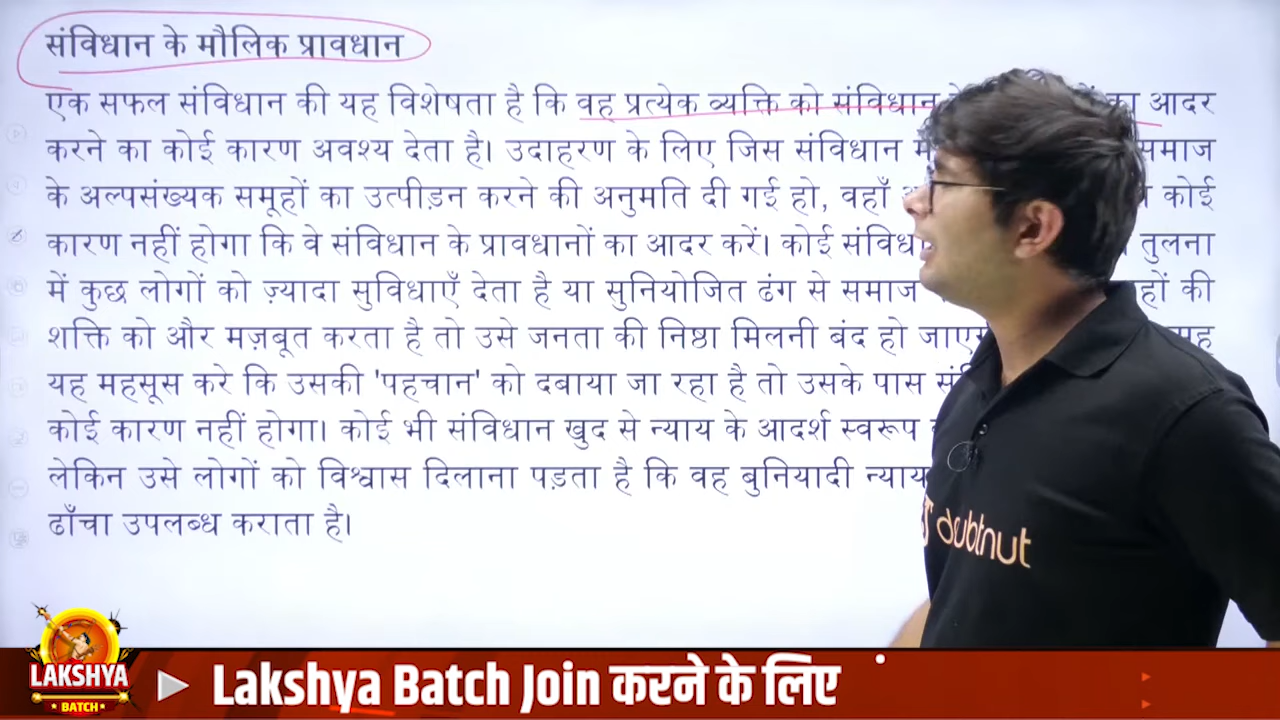 संविधान के मौलिक प्रावधान
एक सफल संविधान की यह विशेषता है कि वह प्रत्येक व्यक्ति को संविधान का आदर
करने का कोई कारण अवश्य देता है। उदाहरण के लिए जिस संविधान समाज
के अल्पसंख्यक समूहों का उत्पीड़न करने की अनुमति दी गई हो, वहाँ कोई
कारण नहीं होगा कि वे संविधान के प्रावधानों का आदर करें। कोई तुलना
में कुछ लोगों को ज़्यादा सुविधाएँ देता है या सुनियोजित ढंग से समाज की
शक्ति को और मज़बूत करता है तो उसे जनता की निष्ठा मिलनी बंद हो
यह महसूस करे कि उसकी 'पहचान' को दबाया जा रहा है तो उसके पास
कोई कारण नहीं होगा। कोई भी संविधान खुद से न्याय के आदर्श स्वरूप
लेकिन उसे लोगों को विश्वास दिलाना पड़ता है कि वह बुनियादी न्याय
ढाँचा उपलब्ध कराता है।
doubtnut
LAKSHYA
BATCH
Lakshya Batch Join करने के लिए